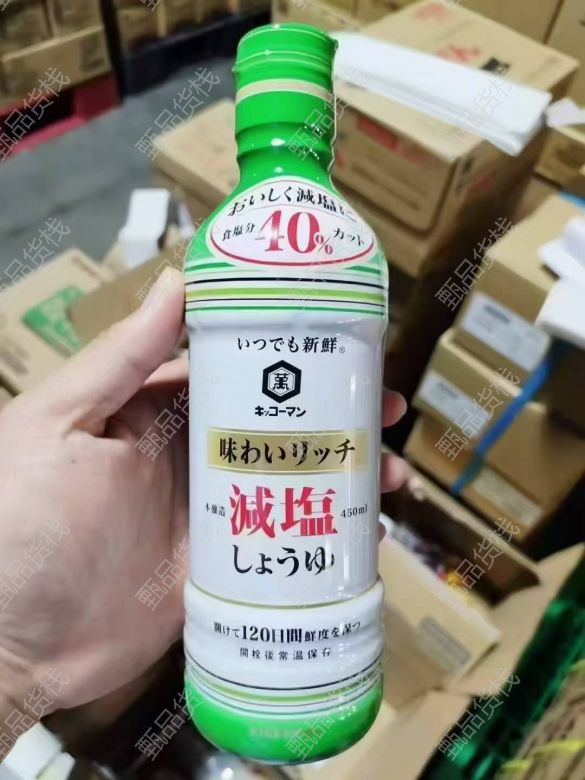 おいしく減塩に
食塩分 40% カット
いつでも新鮮®
萬
キッコーマン
味わいリッチ
本醸造 減塩 450ml
しょうゆ
開けて120日間鮮度を保つ
開栓後常温保存
甄品货栈